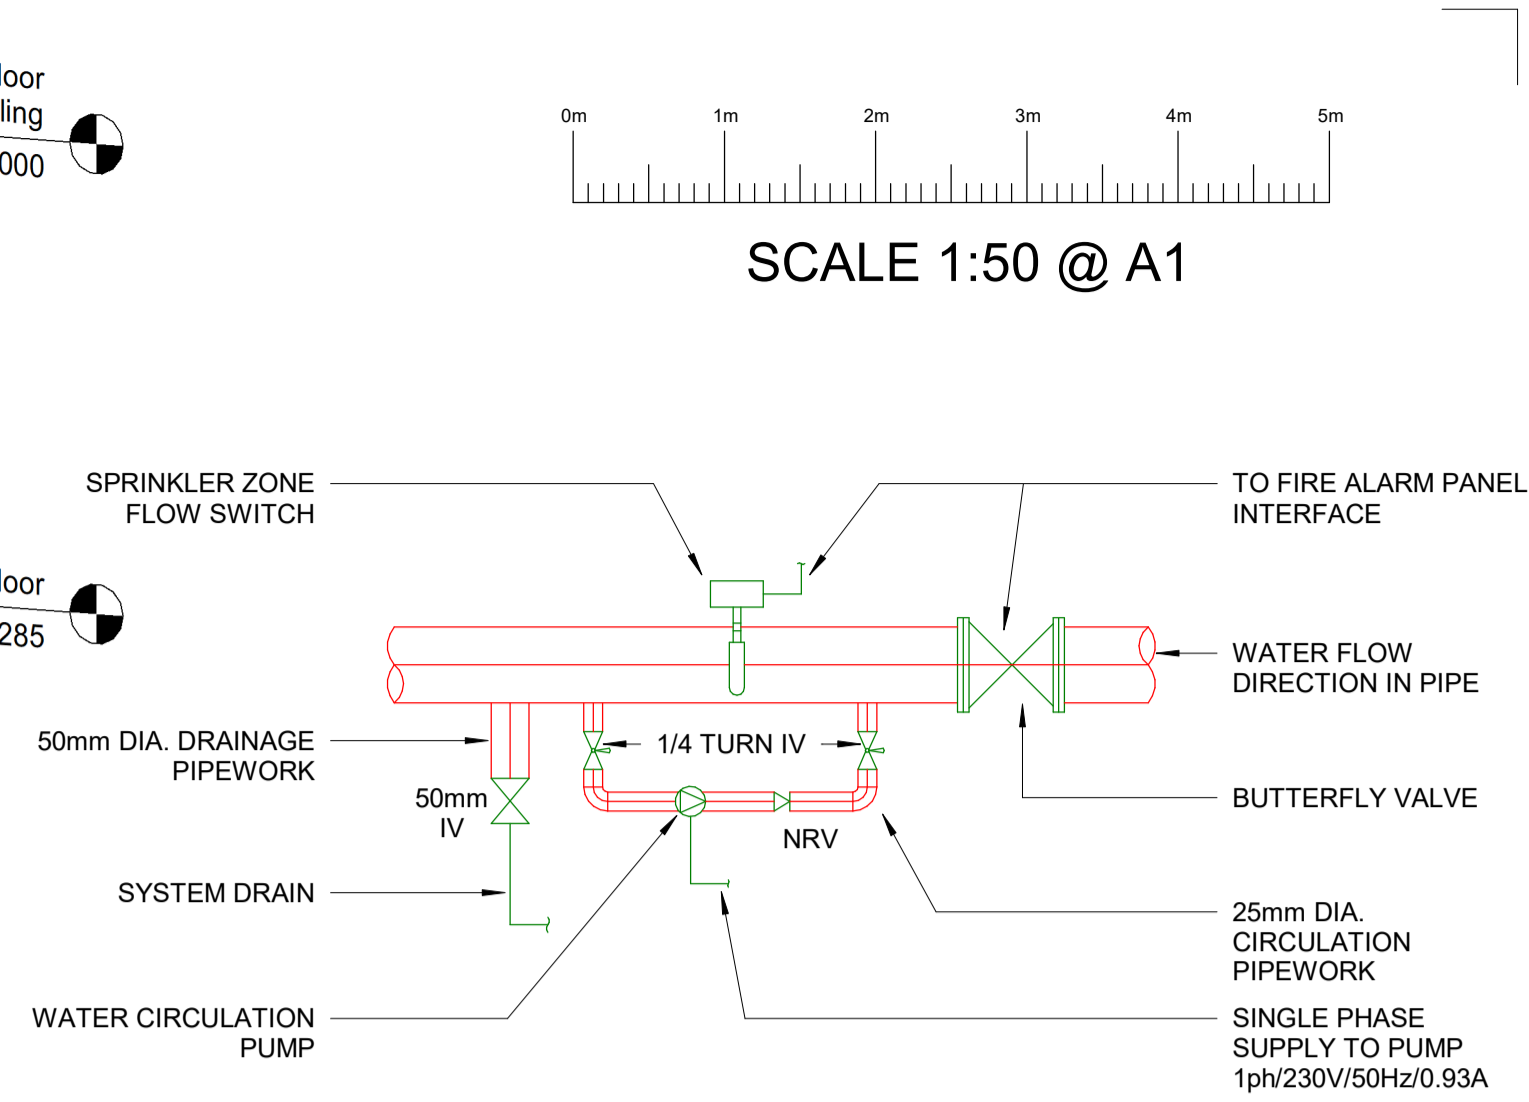 0m 1m 2m 3m 4m 5m
SCALE 1:50 @ A1
SPRINKLER ZONE
FLOW SWITCH
TO FIRE ALARM PANEL
INTERFACE
WATER FLOW
DIRECTION IN PIPE
50mm DIA. DRAINAGE
PIPEWORK
1/4 TURN IV
50mm
IV
BUTTERFLY VALVE
NRV
SYSTEM DRAIN
25mm DIA.
CIRCULATION
PIPEWORK
WATER CIRCULATION
PUMP
SINGLE PHASE
SUPPLY TO PUMP
1ph/230V/50Hz/0.93A